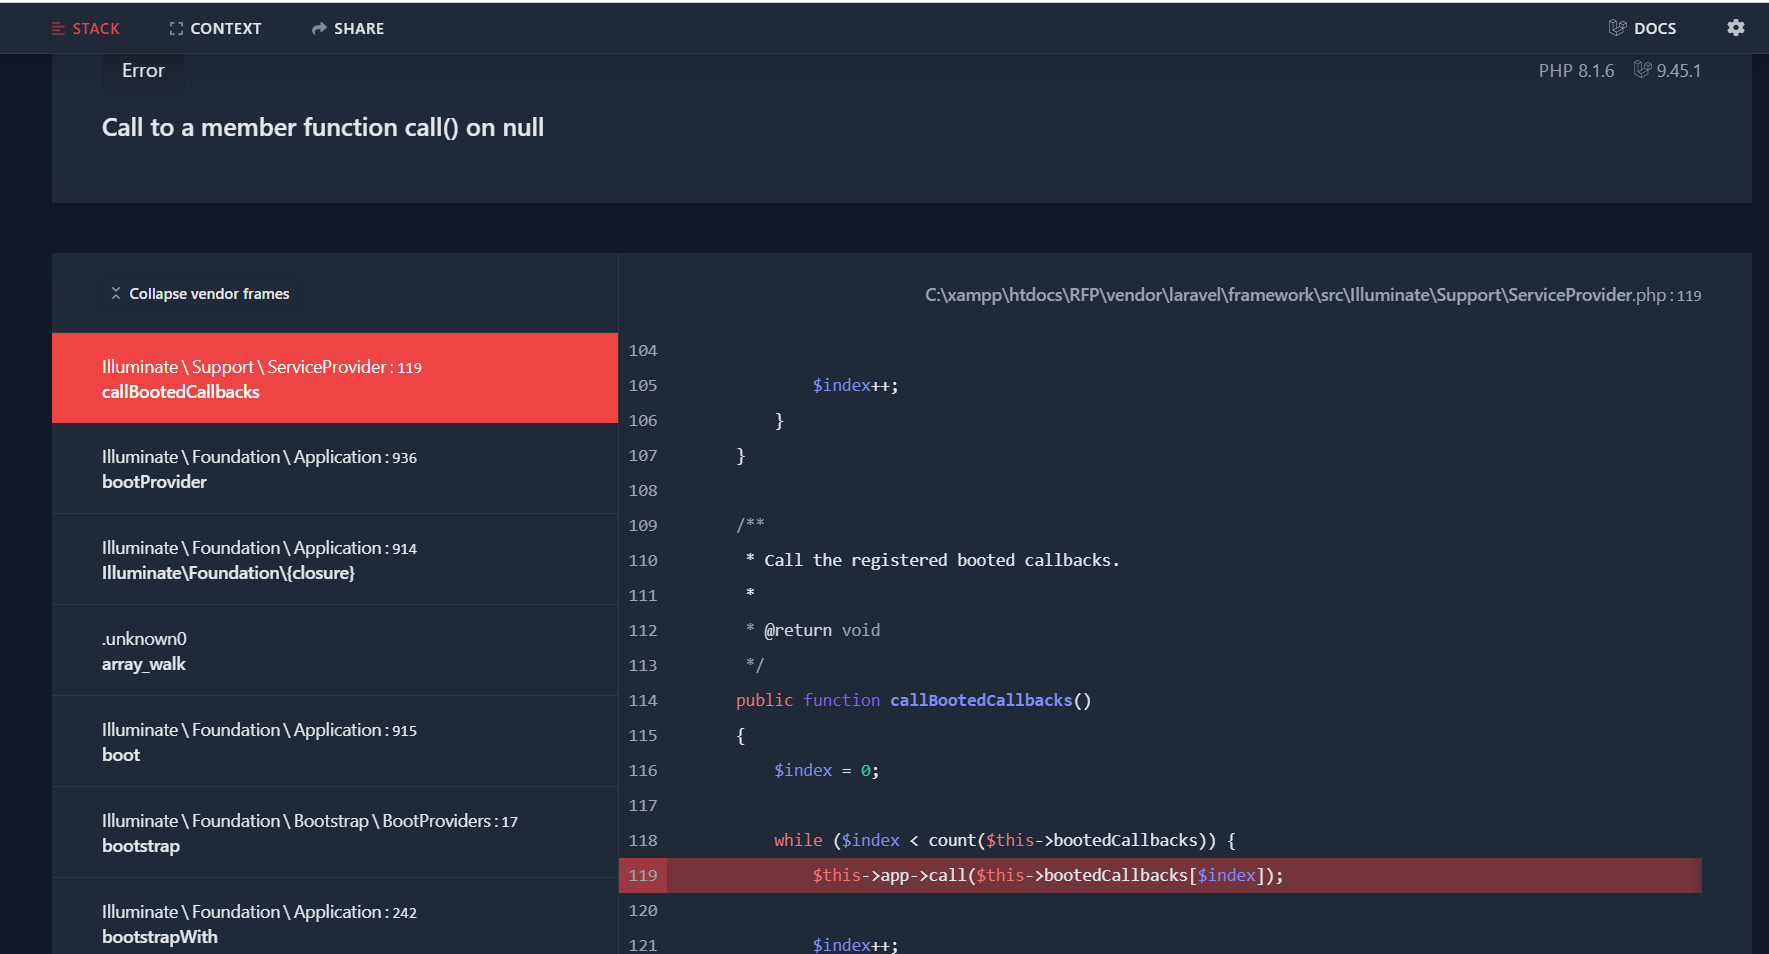 STACK CONTEXT SHARE DOCS
Error PHP 8.1.6 9.45.1
Call to a member function call() on null
Collapse vendor frames
Illuminate\Support\ServiceProvider:119
callBootedCallbacks
Illuminate\Foundation\Application:936
bootProvider
Illuminate\Foundation\Application:914
Illuminate\Foundation\{closure}
.unknown0
array_walk
Illuminate\Foundation\Application:915
boot
Illuminate\Foundation\Bootstrap\BootProviders:17
bootstrap
Illuminate\Foundation\Application:242
bootstrapWith
C:\xampp\htdocs\RFP\vendor\laravel\framework\src\Illuminate\Support\ServiceProvider.php:119
104
105 $index++;
106 }
107 }
108
109 /**
110 * Call the registered booted callbacks.
111 *
112 * @return void
113 */
114 public function callBootedCallbacks()
115 {
116 $index = 0;
117
118 while ($index < count($this->bootedCallbacks)) {
119 $this->app->call($this->bootedCallbacks[$index]);
120
121 $index++;